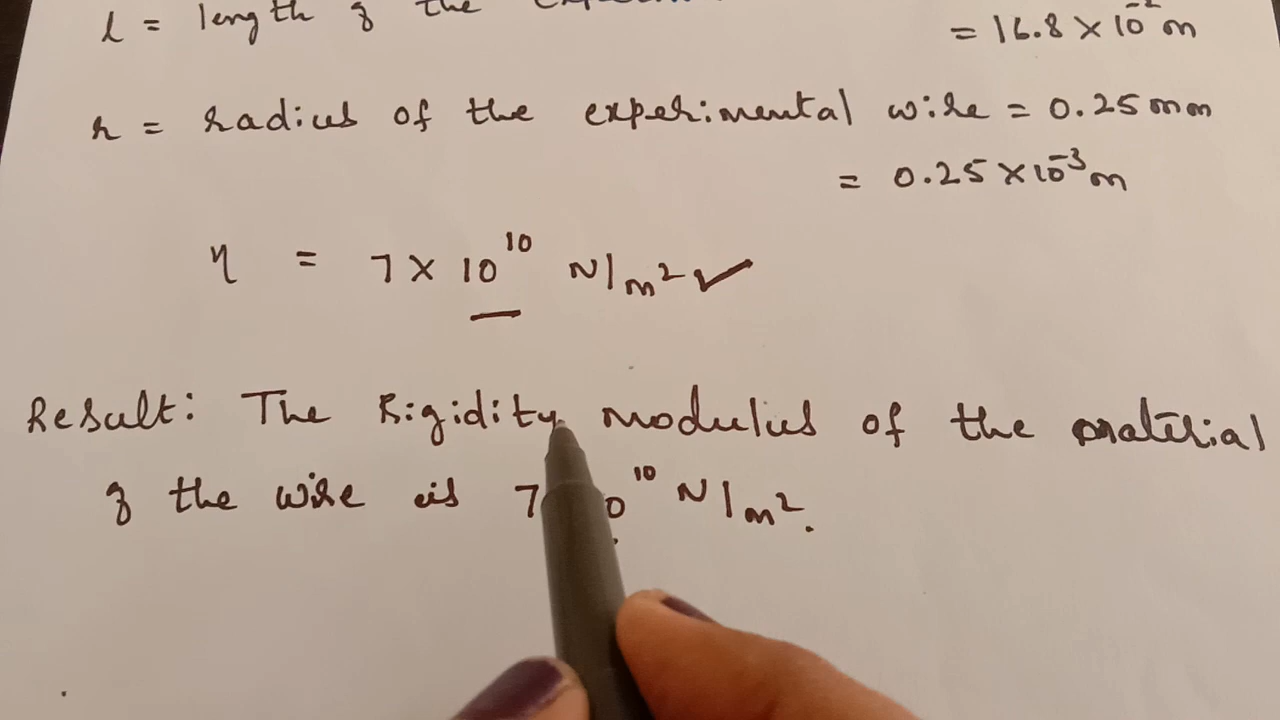 l = length of the
= 16.8 × 10⁻² m
r = radius of the experimental wire = 0.25 mm
= 0.25 × 10⁻³ m
η = 7 × 10¹⁰ N/m² ✓
Result: The Rigidity modulus of the material
of the wire is 7 0¹⁰ N/m².